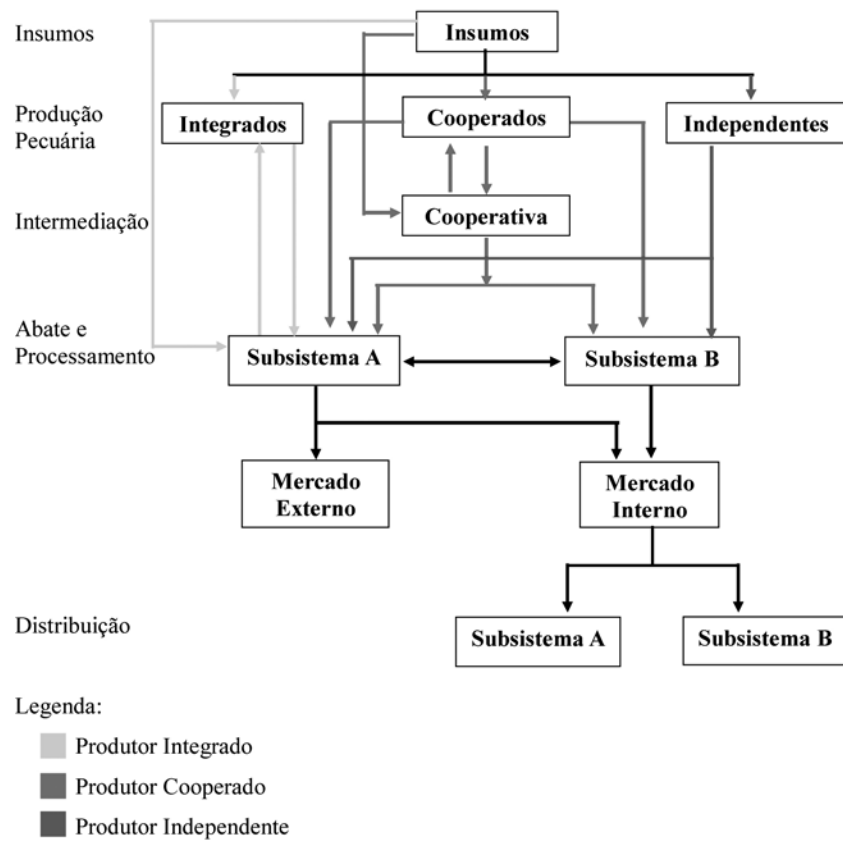 Insumos
Insumos
Produção
Pecuária
Integrados
Cooperados
Independentes
Intermediação
Cooperativa
Abate e
Processamento
Subsistema A
Subsistema B
Mercado
Externo
Mercado
Interno
Distribuição
Subsistema A
Subsistema B
Legenda:
Produtor Integrado
Produtor Cooperado
Produtor Independente